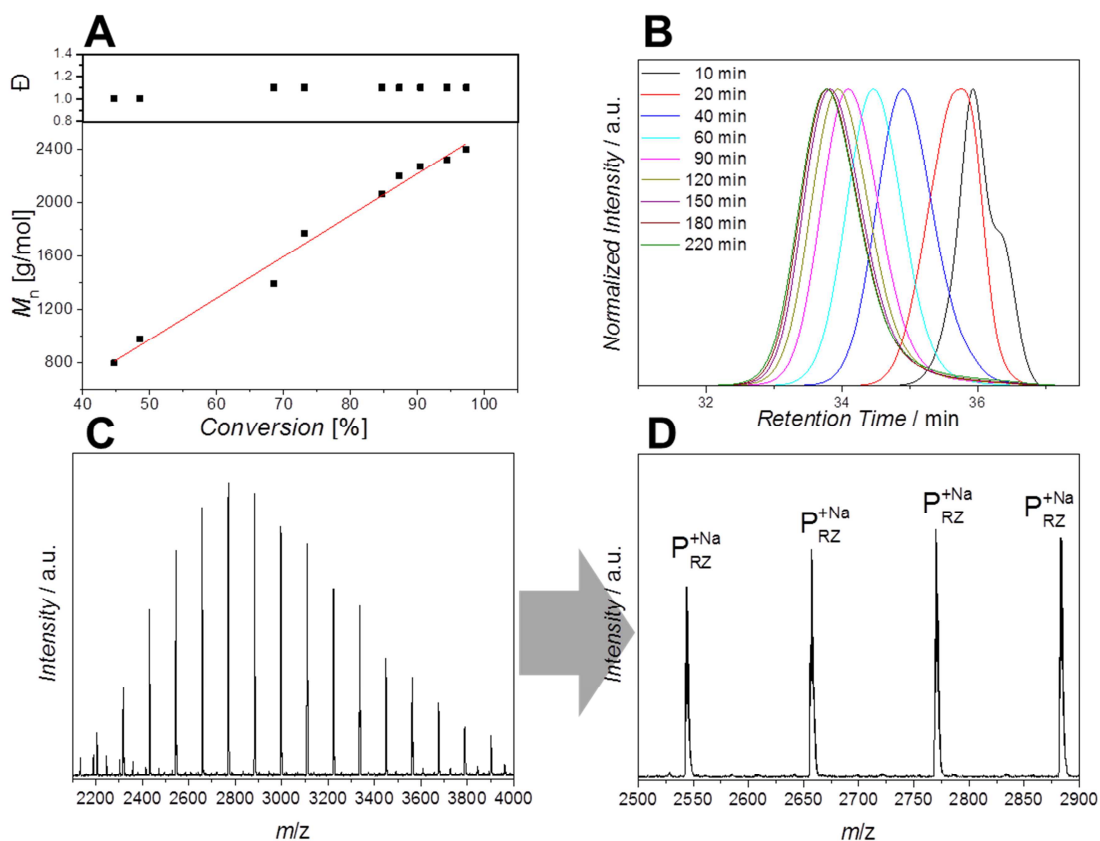 A
1.4
1.2
1.0
0.8
Đ
2400
2000
1600
1200
800
Mn [g/mol]
40 50 60 70 80 90 100
Conversion [%]
B
10 min
20 min
40 min
60 min
90 min
120 min
150 min
180 min
220 min
Normalized Intensity / a.u.
32 34 36
Retention Time / min
C
Intensity / a.u.
2200 2400 2600 2800 3000 3200 3400 3600 3800 4000
m/z
D
P+Na RZ
P+Na RZ
P+Na RZ
P+Na RZ
Intensity / a.u.
2500 2550 2600 2650 2700 2750 2800 2850 2900
m/z